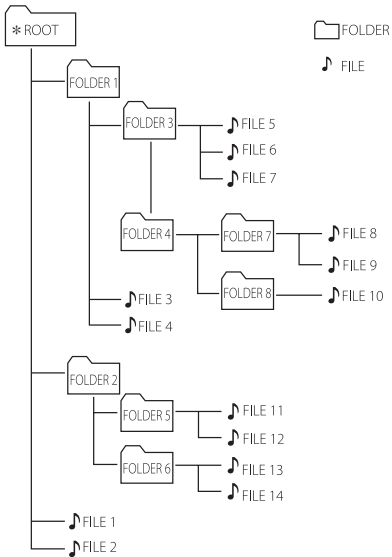 *ROOT
FOLDER
FILE
FOLDER 1
FOLDER 3
FILE 5
FILE 6
FILE 7
FOLDER 4
FOLDER 7
FILE 8
FILE 9
FOLDER 8
FILE 10
FILE 3
FILE 4
FOLDER 2
FOLDER 5
FILE 11
FILE 12
FOLDER 6
FILE 13
FILE 14
FILE 1
FILE 2